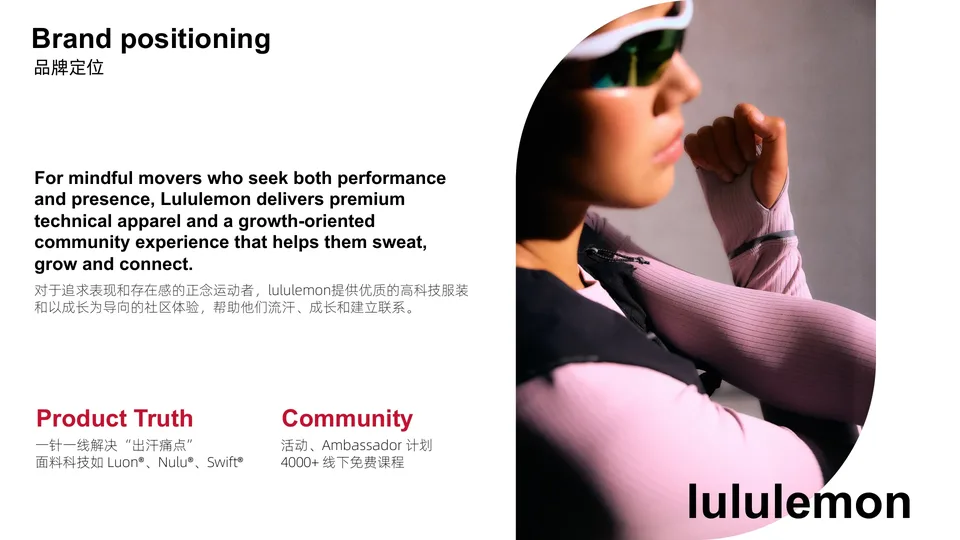 Brand positioning
品牌定位
For mindful movers who seek both performance
and presence, Lululemon delivers premium
technical apparel and a growth-oriented
community experience that helps them sweat,
grow and connect.
对于追求表现和存在感的正念运动者，lululemon提供优质的高科技服装
和以成长为导向的社区体验，帮助他们流汗、成长和建立联系。
Product Truth
一针一线解决“出汗痛点”
面料科技如 Luon®、Nulu®、Swift®
Community
活动、Ambassador 计划
4000+ 线下免费课程
lululemon